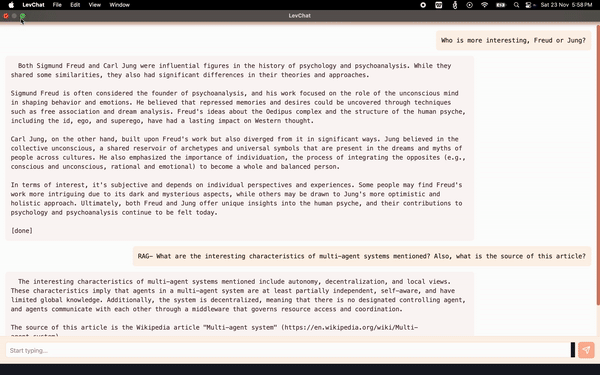 LevChat File Edit View Window
Sat 23 Nov 5:58 PM
LevChat
Who is more interesting, Freud or Jung?
Both Sigmund Freud and Carl Jung were influential figures in the history of psychology and psychoanalysis. While they
shared some similarities, they also had significant differences in their theories and approaches.
Sigmund Freud is often considered the founder of psychoanalysis, and his work focused on the role of the unconscious mind
in shaping behavior and emotions. He believed that repressed memories and desires could be uncovered through techniques
such as free association and dream analysis. Freud's ideas about the Oedipus complex and the structure of the human psyche,
including the id, ego, and superego, have had a lasting impact on Western thought.
Carl Jung, on the other hand, built upon Freud's work but also diverged from it in significant ways. Jung believed in the
collective unconscious, a shared reservoir of archetypes and universal symbols that are present in the dreams and myths of
people across cultures. He also emphasized the importance of individuation, the process of integrating the opposites (e.g.,
conscious and unconscious, rational and emotional) to become a whole and balanced person.
In terms of interest, it's subjective and depends on individual perspectives and experiences. Some people may find Freud's
work more intriguing due to its dark and mysterious aspects, while others may be drawn to Jung's more optimistic and
holistic approach. Ultimately, both Freud and Jung offer unique insights into the human psyche, and their contributions to
psychology and psychoanalysis continue to be felt today.
[done]
RAG- What are the interesting characteristics of multi-agent systems mentioned? Also, what is the source of this article?
The interesting characteristics of multi-agent systems mentioned include autonomy, decentralization, and local views.
These characteristics imply that agents in a multi-agent system are at least partially independent, self-aware, and have
limited global knowledge. Additionally, the system is decentralized, meaning that there is no designated controlling agent,
and agents communicate with each other through a middleware that governs resource access and coordination.
The source of this article is the Wikipedia article "Multi-agent system" (https://en.wikipedia.org/wiki/Multi-
agent_system).
Start typing...